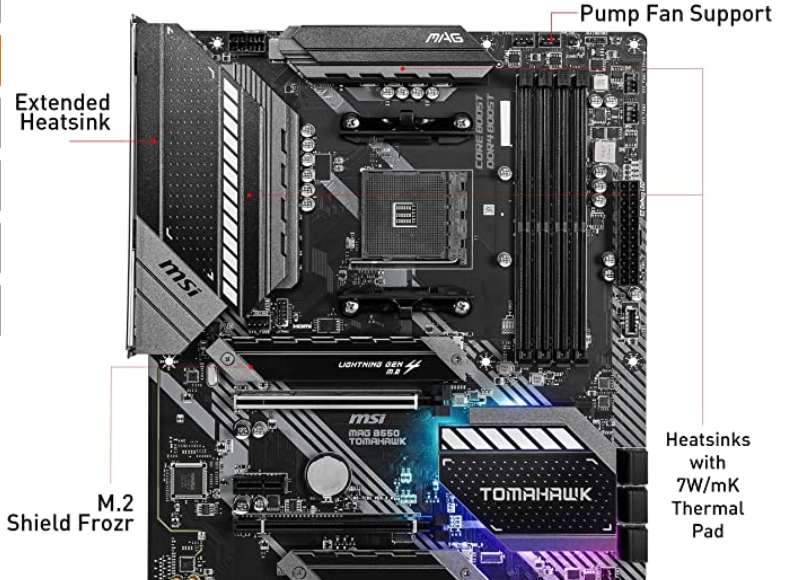 Pump Fan Support
MAG
Extended
Heatsink
CORE BOOST
DDR4 BOOST
msi
HDMI
LIGHTNING GEN 4
M.2
msi
MAG B550
TOMAHAWK
TOMAHAWK
Heatsinks
with
7W/mK
Thermal
Pad
M.2
Shield Frozr